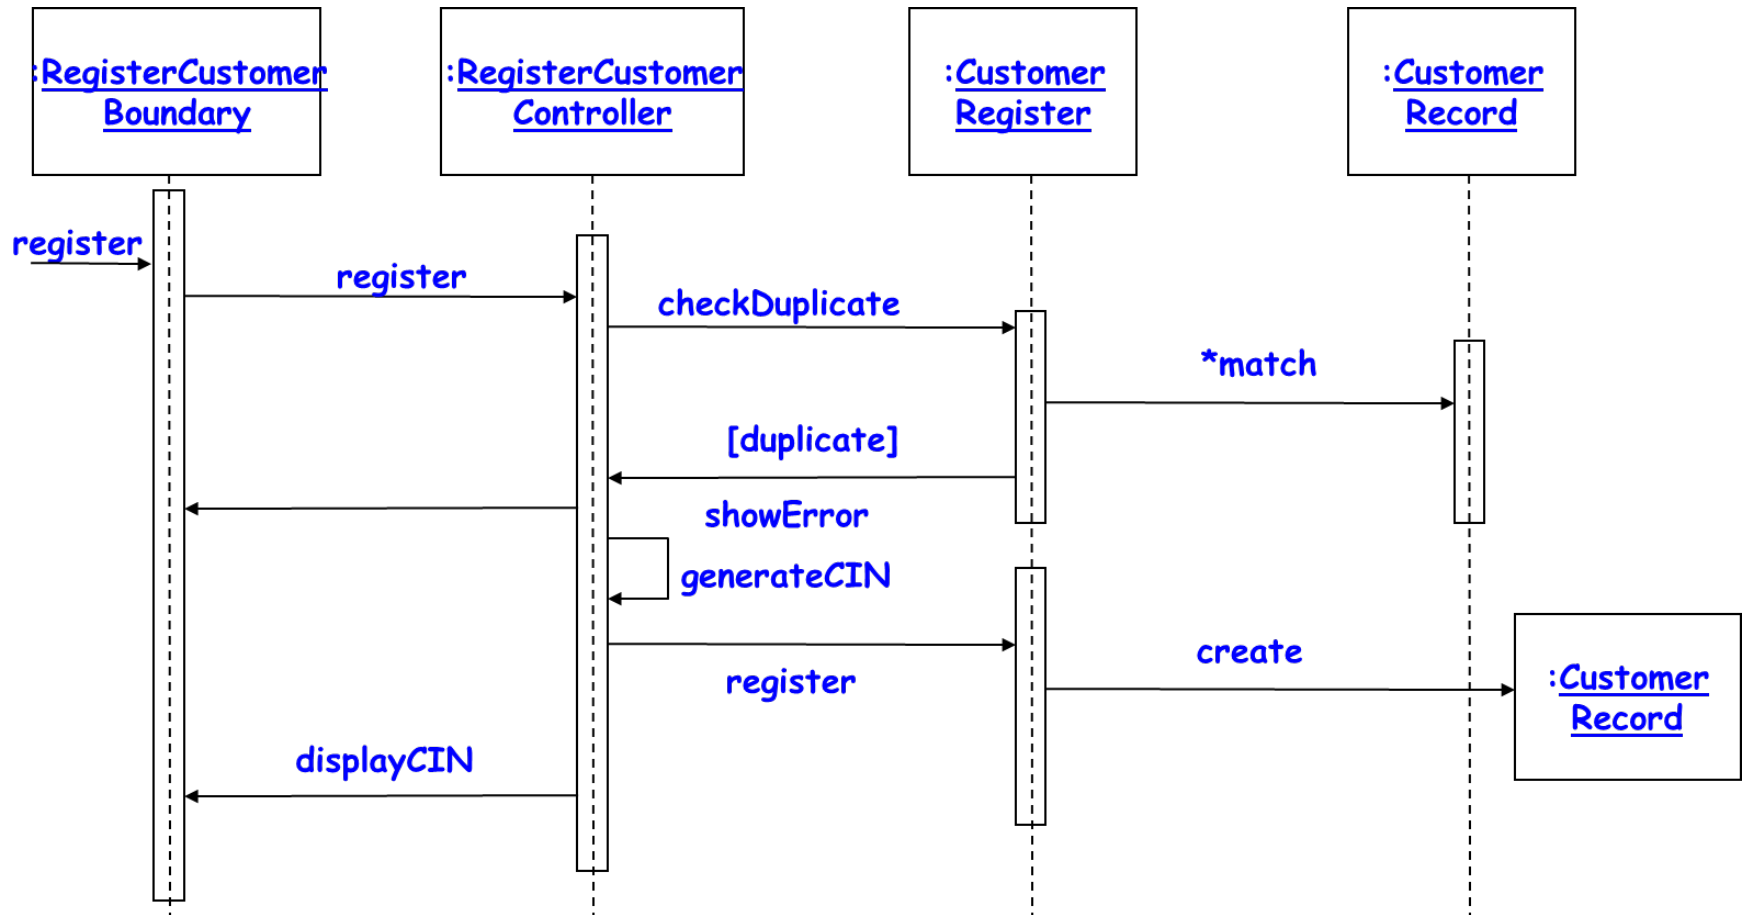 :RegisterCustomer
Boundary
:RegisterCustomer
Controller
:Customer
Register
:Customer
Record
register
register
checkDuplicate
*match
[duplicate]
showError
generateCIN
register
create
:Customer
Record
displayCIN